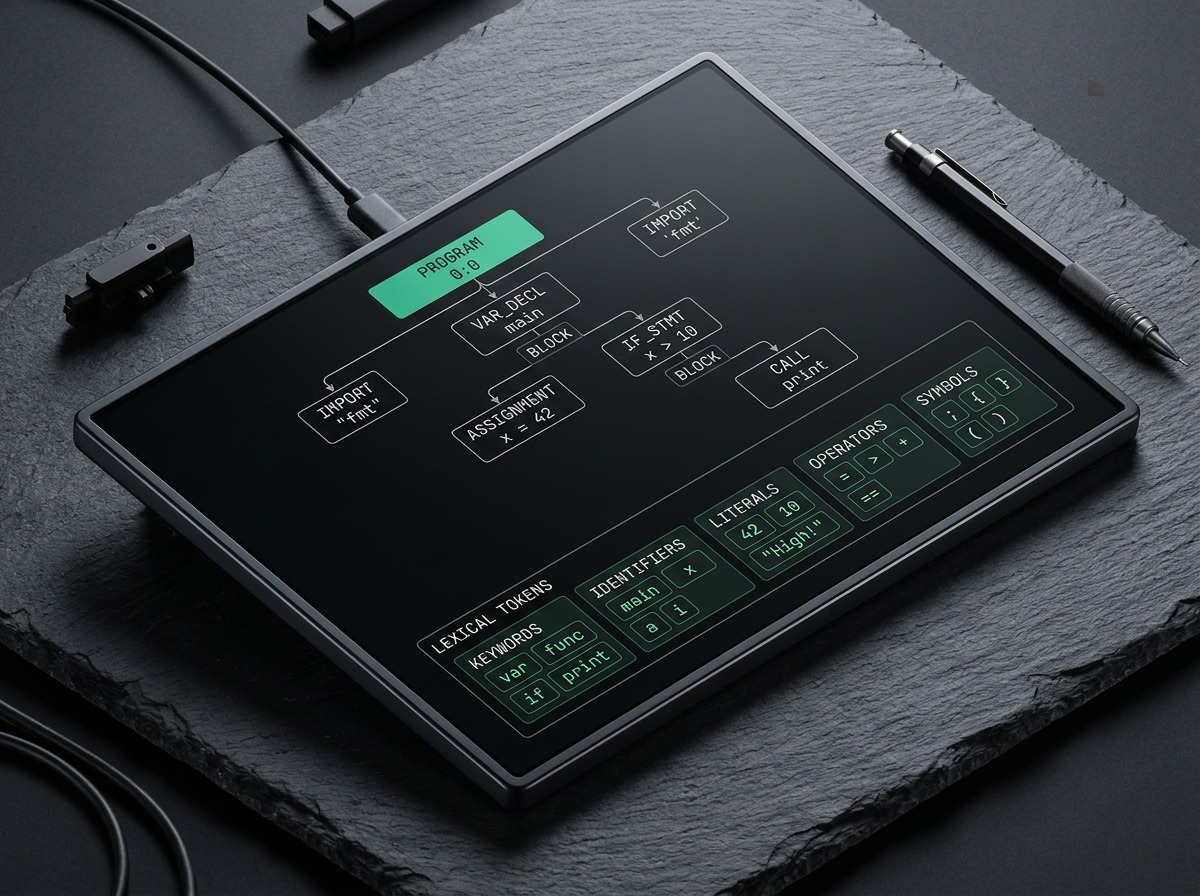 PROGRAM
0:0
IMPORT
'fmt'
VAR_DECL
main
BLOCK
IF_STMT
x > 10
BLOCK
CALL
print
IMPORT
"fmt"
ASSIGNMENT
x = 42
LEXICAL TOKENS
KEYWORDS
var func
if print
IDENTIFIERS
main x
a i
LITERALS
42 10
"High!"
OPERATORS
= > +
==
SYMBOLS
; { }
( )